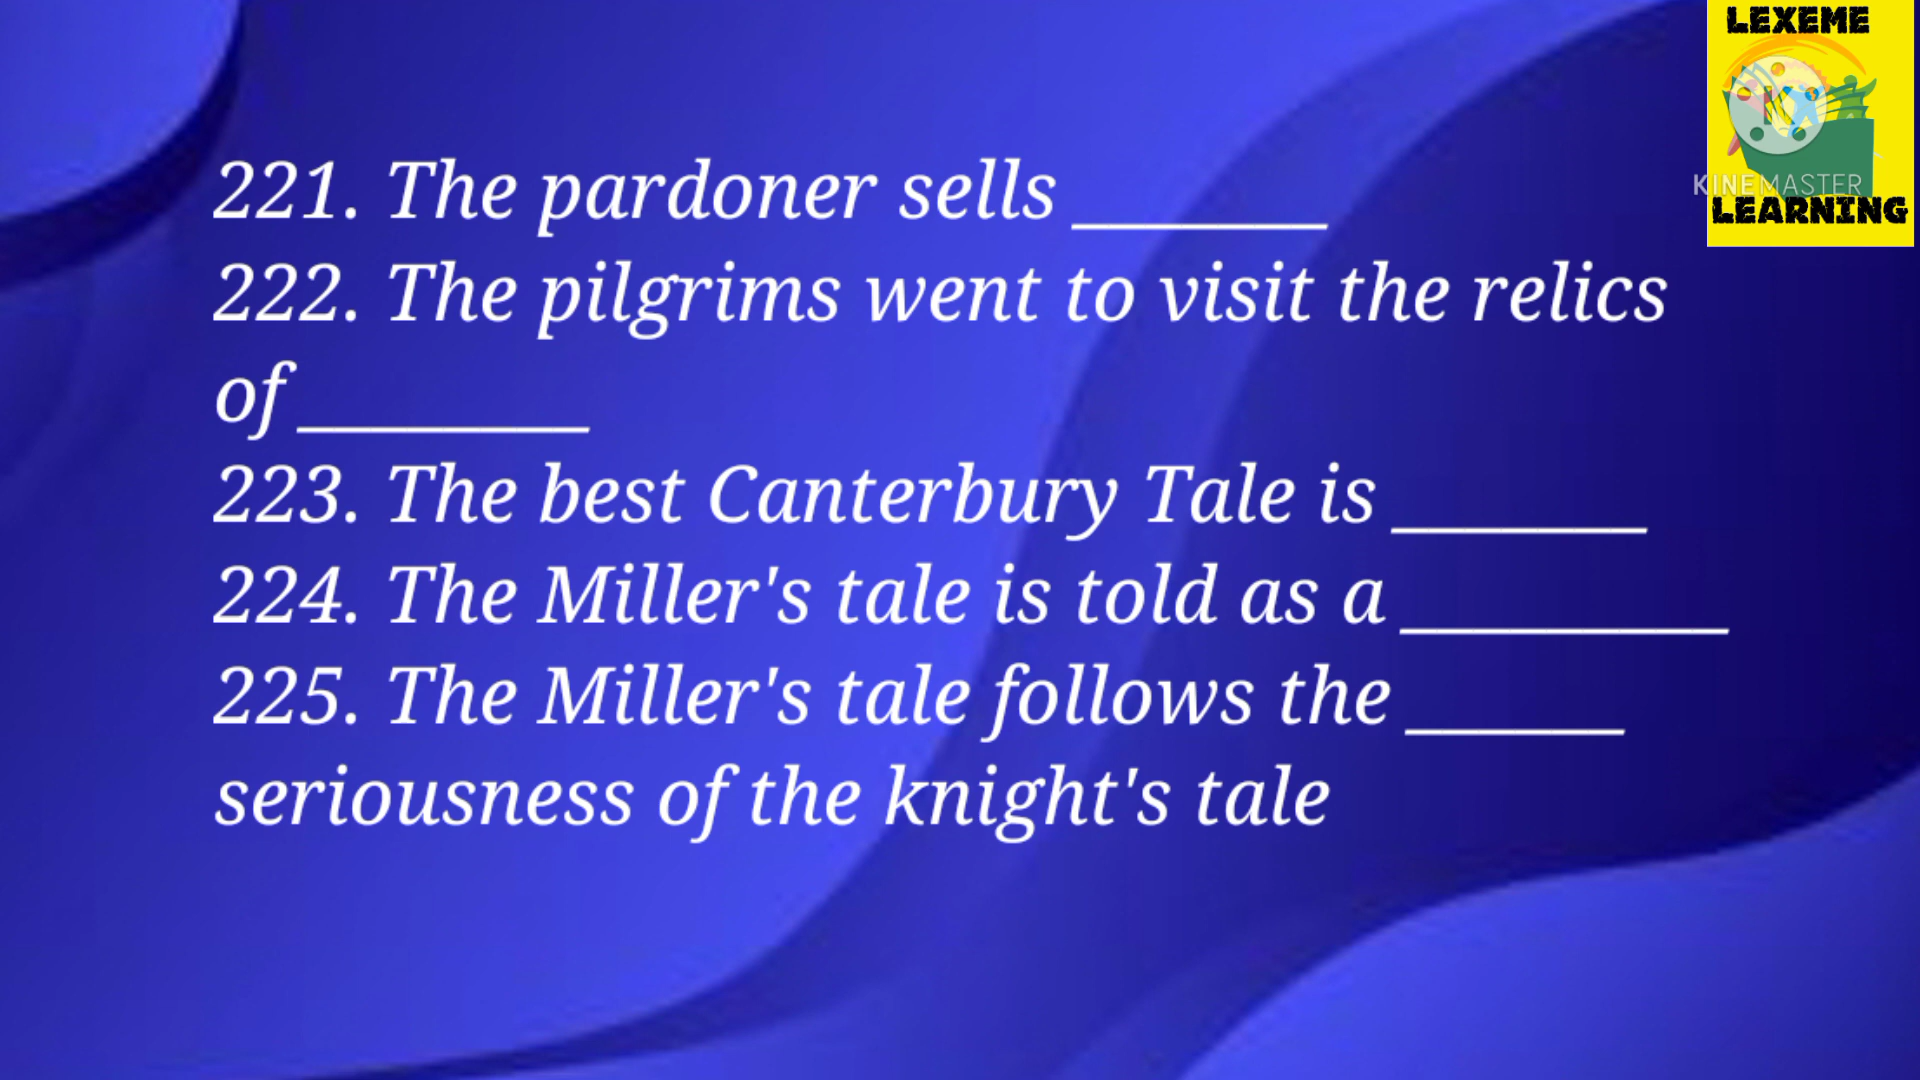 LEXEME
KINEMASTER
LEARNING
221. The pardoner sells _______
222. The pilgrims went to visit the relics
of ________
223. The best Canterbury Tale is _______
224. The Miller's tale is told as a _________
225. The Miller's tale follows the ______
seriousness of the knight's tale